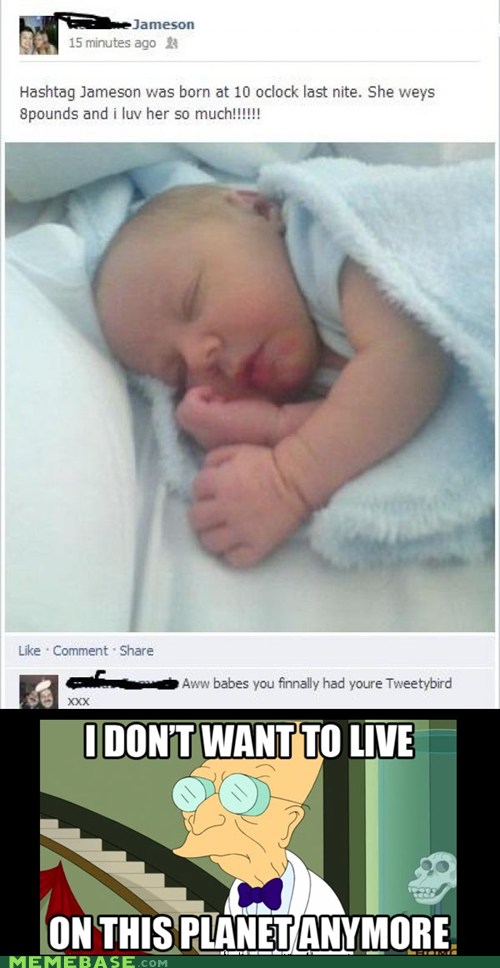 Jameson
15 minutes ago
Hashtag Jameson was born at 10 oclock last nite. She weys
8pounds and i luv her so much!!!!!!
Like · Comment · Share
Aww babes you finnally had youre Tweetybird
xxx
I DON'T WANT TO LIVE
ON THIS PLANET ANYMORE
MEMEBASE.COM